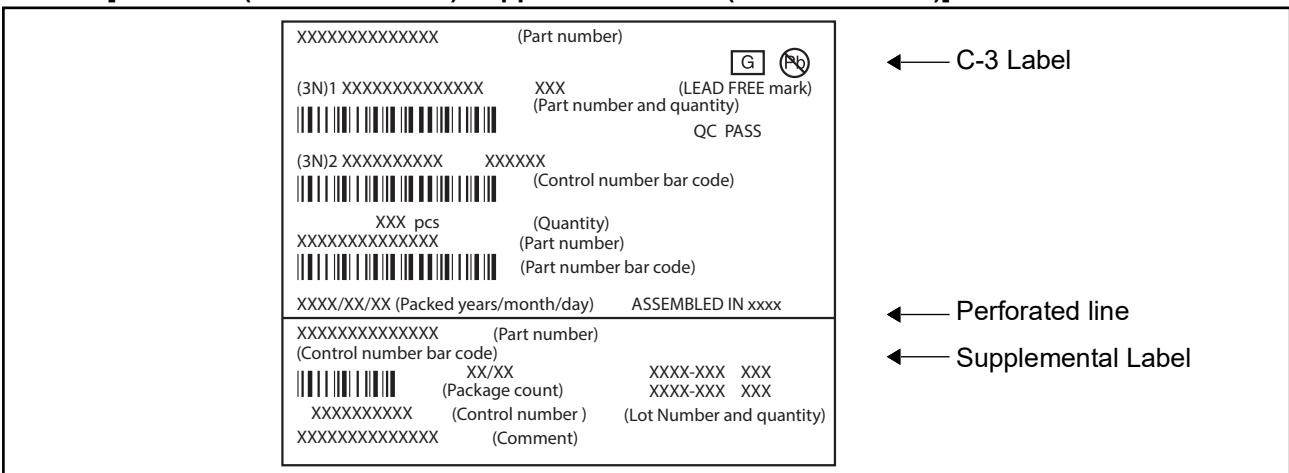 XXXXXXXXXXXXXX (Part number)
G Pb
C-3 Label
(3N)1 XXXXXXXXXXXXXX XXX (LEAD FREE mark)
(Part number and quantity)
QC PASS
(3N)2 XXXXXXXXXX XXXXXX
(Control number bar code)
XXX pcs (Quantity)
XXXXXXXXXXXXXX (Part number)
(Part number bar code)
XXXX/XX/XX (Packed years/month/day) ASSEMBLED IN xxxx
Perforated line
XXXXXXXXXXXXXX (Part number)
(Control number bar code)
Supplemental Label
XX/XX XXXX-XXX XXX
(Package count) XXXX-XXX XXX
XXXXXXXXXX (Control number ) (Lot Number and quantity)
XXXXXXXXXXXXXX (Comment)